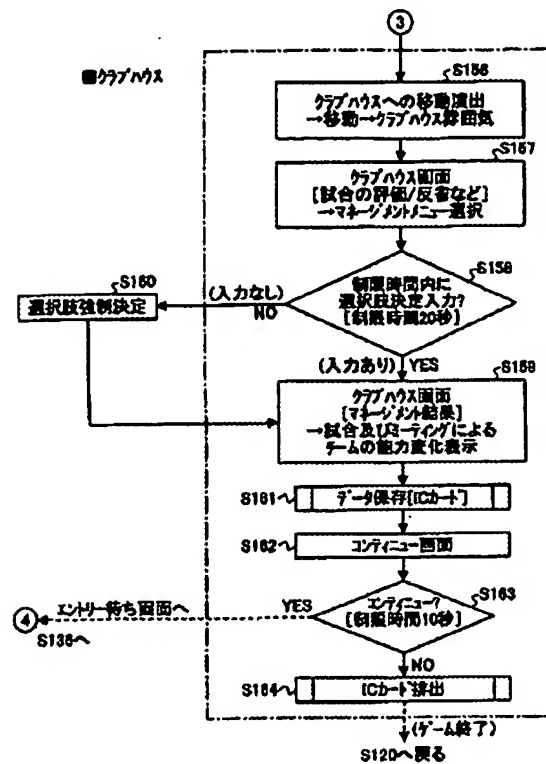 ③
■クラブハウス
S156
クラブハウスへの移動演出
→移動→クラブハウス雰囲気
S157
クラブハウス画面
[試合の評価/反省など]
→マネージメントメニュー選択
S158
制限時間内に
選択肢決定入力?
[制限時間20秒]
(入力なし)
NO
S160
選択肢強制決定
(入力あり) YES
S159
クラブハウス画面
[マネージメント結果]
→試合及びミーティングによる
チームの能力変化表示
S161
データ保存[ICカード]
S162
コンティニュー画面
S163
コンティニュー?
[制限時間10秒]
YES
エントリー待ち画面へ
④
S136へ
NO
S164
ICカード排出
(ゲーム終了)
S120へ戻る